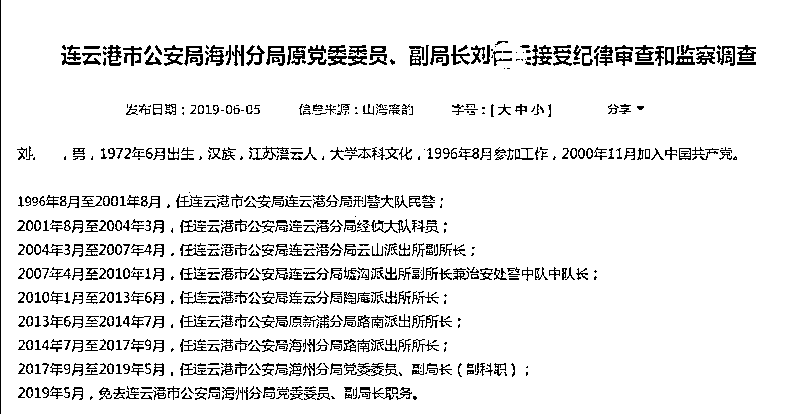 连云港市公安局海州分局原党委委员、副局长刘接受纪律审查和监察调查
发布日期：2019-06-05 信息来源：山海廉韵 字号：[ 大 中 小 ] 分享
刘 ，男，1972年6月出生，汉族，江苏灌云人，大学本科文化，1996年8月参加工作，2000年11月加入中国共产党。
1996年8月至2001年8月，任连云港市公安局连云港分局刑警大队民警；
2001年8月至2004年3月，任连云港市公安局连云港分局经侦大队科员；
2004年3月至2007年4月，任连云港市公安局连云港分局云山派出所副所长；
2007年4月至2010年1月，任连云港市公安局连云分局墟沟派出所副所长兼治安处警中队中队长；
2010年1月至2013年6月，任连云港市公安局连云分局陶庵派出所所长；
2013年6月至2014年7月，任连云港市公安局原新浦分局路南派出所所长；
2014年7月至2017年9月，任连云港市公安局海州分局路南派出所所长；
2017年9月至2019年5月，任连云港市公安局海州分局党委委员、副局长（副科职）；
2019年5月，免去连云港市公安局海州分局党委委员、副局长职务。